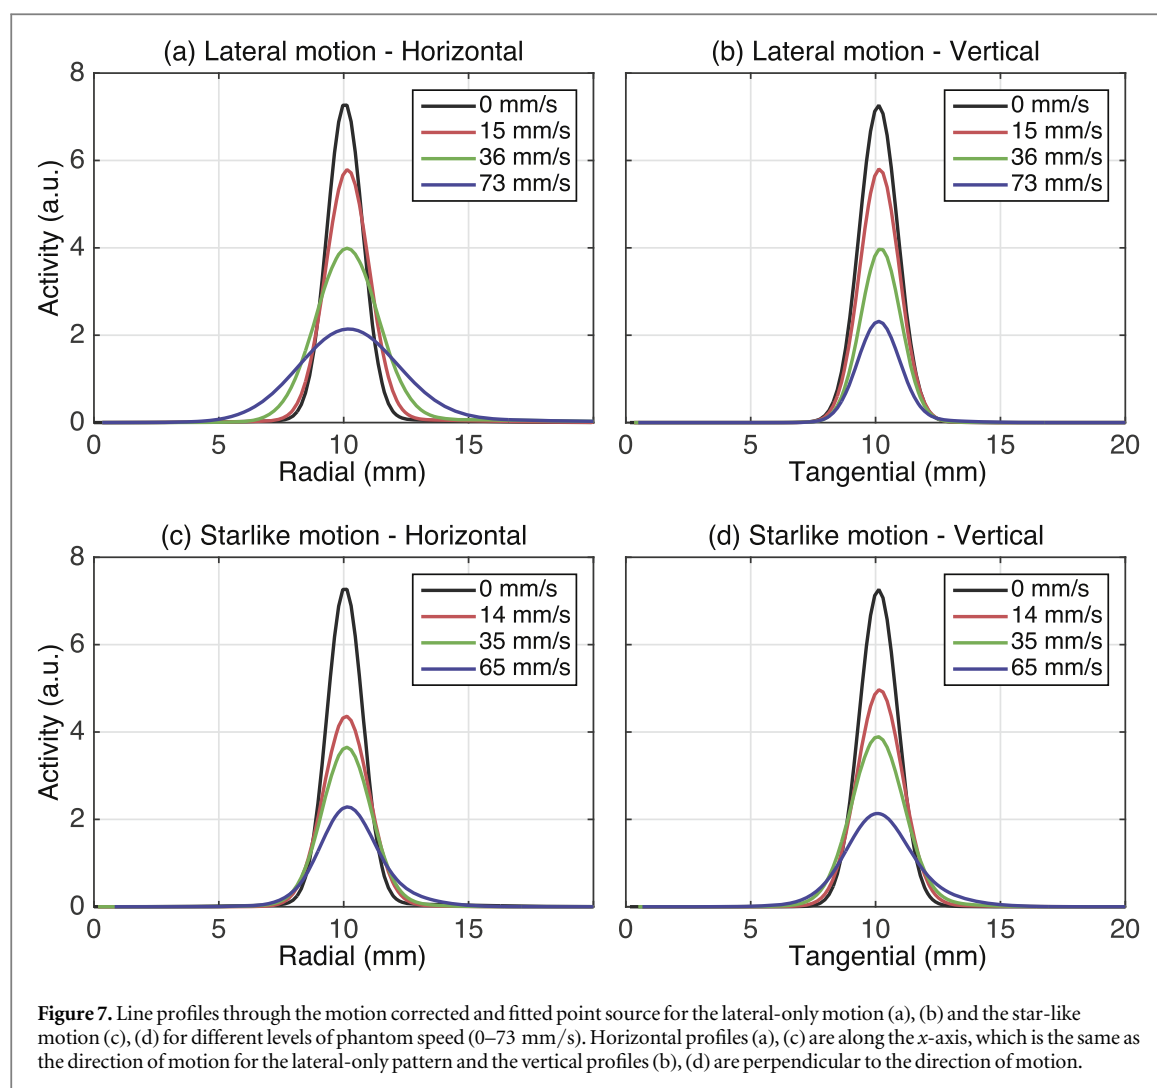 (a) Lateral motion - Horizontal
8
6
4
2
0
0 5 10 15
Activity (a.u.)
Radial (mm)
0 mm/s
15 mm/s
36 mm/s
73 mm/s
(b) Lateral motion - Vertical
0 5 10 15 20
Tangential (mm)
0 mm/s
15 mm/s
36 mm/s
73 mm/s
(c) Starlike motion - Horizontal
8
6
4
2
0
0 5 10 15
Activity (a.u.)
Radial (mm)
0 mm/s
14 mm/s
35 mm/s
65 mm/s
(d) Starlike motion - Vertical
0 5 10 15 20
Tangential (mm)
0 mm/s
14 mm/s
35 mm/s
65 mm/s
Figure 7. Line profiles through the motion corrected and fitted point source for the lateral-only motion (a), (b) and the star-like
motion (c), (d) for different levels of phantom speed (0–73 mm/s). Horizontal profiles (a), (c) are along the x-axis, which is the same as
the direction of motion for the lateral-only pattern and the vertical profiles (b), (d) are perpendicular to the direction of motion.